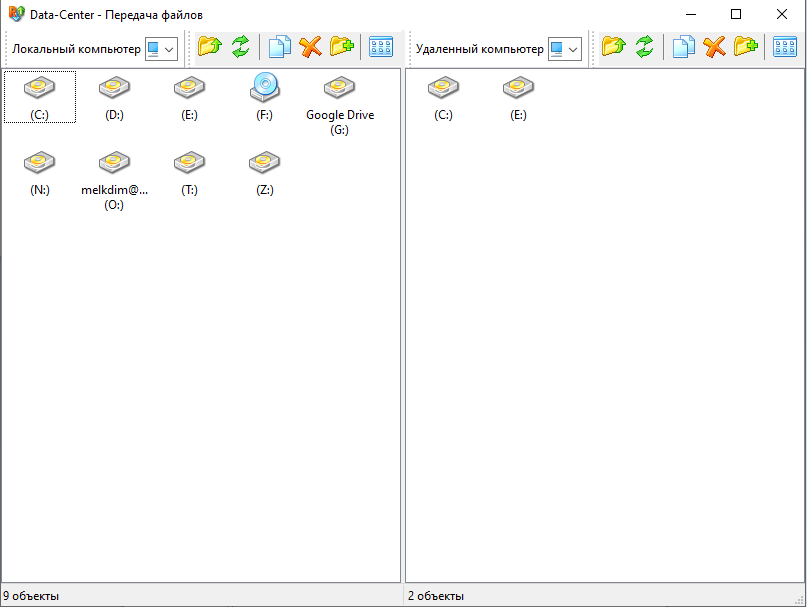 Data-Center - Передача файлов
Локальный компьютер
Удаленный компьютер
(C:)
(D:)
(E:)
(F:)
Google Drive
(G:)
(N:)
melkdim@...
(O:)
(T:)
(Z:)
(C:)
(E:)
9 объекты
2 объекты